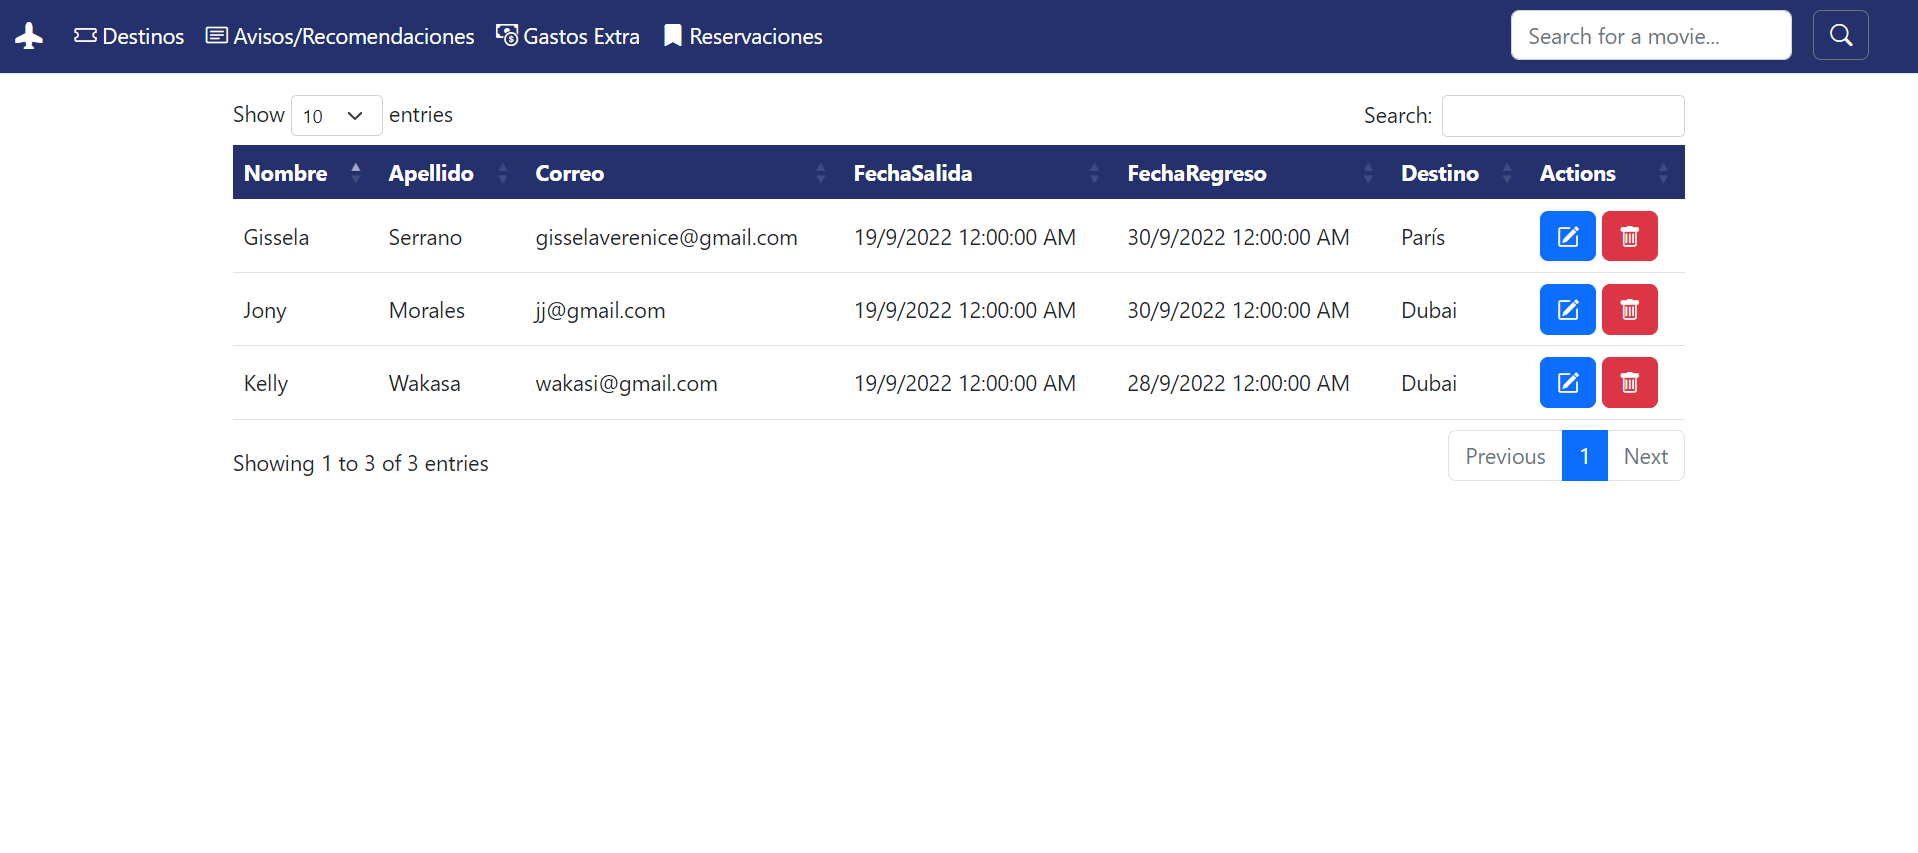 Destinos Avisos/Recomendaciones Gastos Extra Reservaciones Search for a movie...
Show 10 entries Search:
Nombre Apellido Correo FechaSalida FechaRegreso Destino Actions
Gissela Serrano gisselaverenice@gmail.com 19/9/2022 12:00:00 AM 30/9/2022 12:00:00 AM París
Jony Morales jj@gmail.com 19/9/2022 12:00:00 AM 30/9/2022 12:00:00 AM Dubai
Kelly Wakasa wakasi@gmail.com 19/9/2022 12:00:00 AM 28/9/2022 12:00:00 AM Dubai
Showing 1 to 3 of 3 entries Previous 1 Next